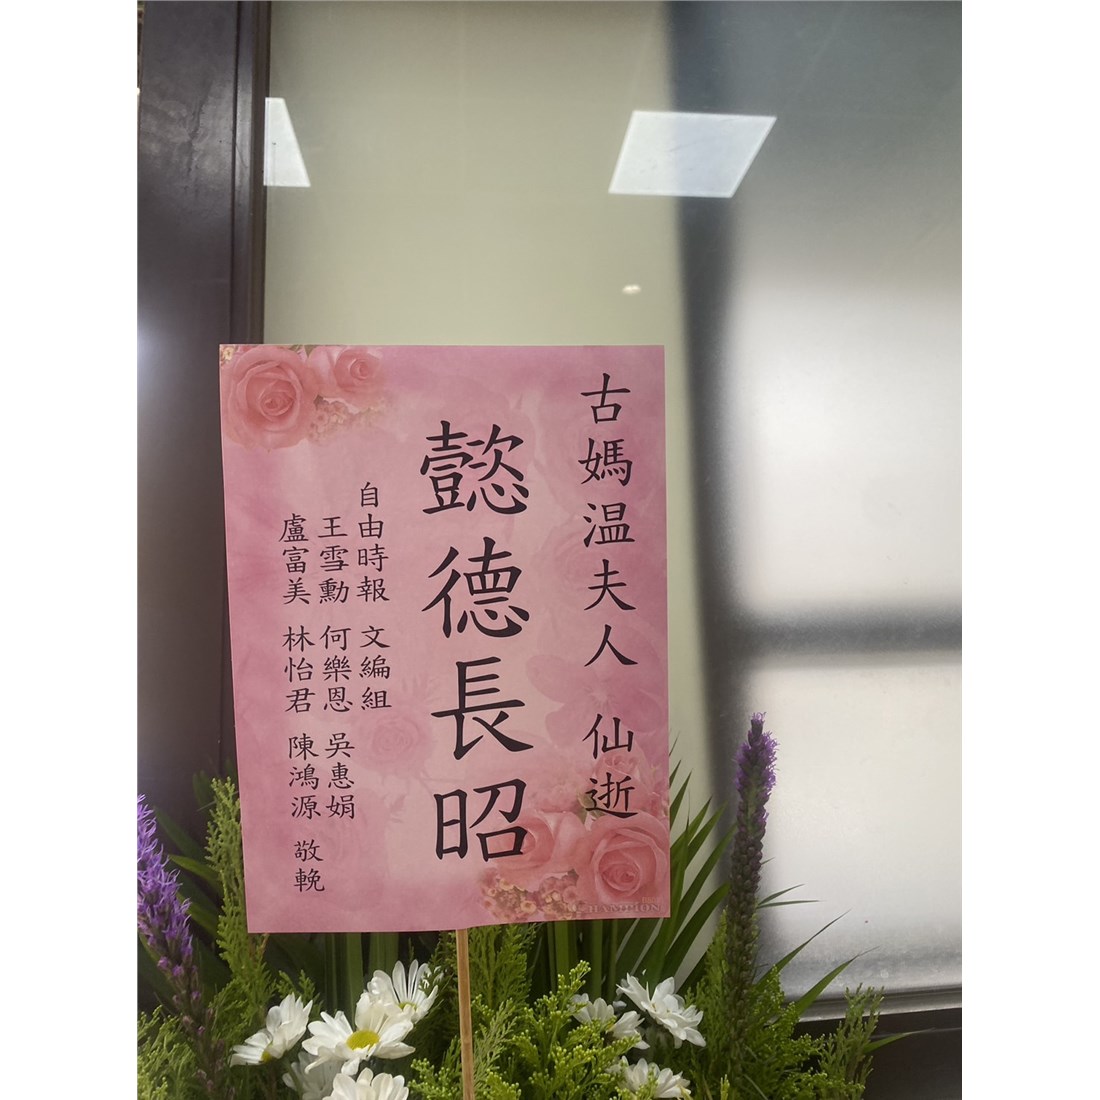 古媽温夫人 仙逝
懿德長昭
自由時報 文編組
王雪勳 何樂恩 吳惠娟
盧富美 林怡君 陳鴻源 敬輓
CHAMPION